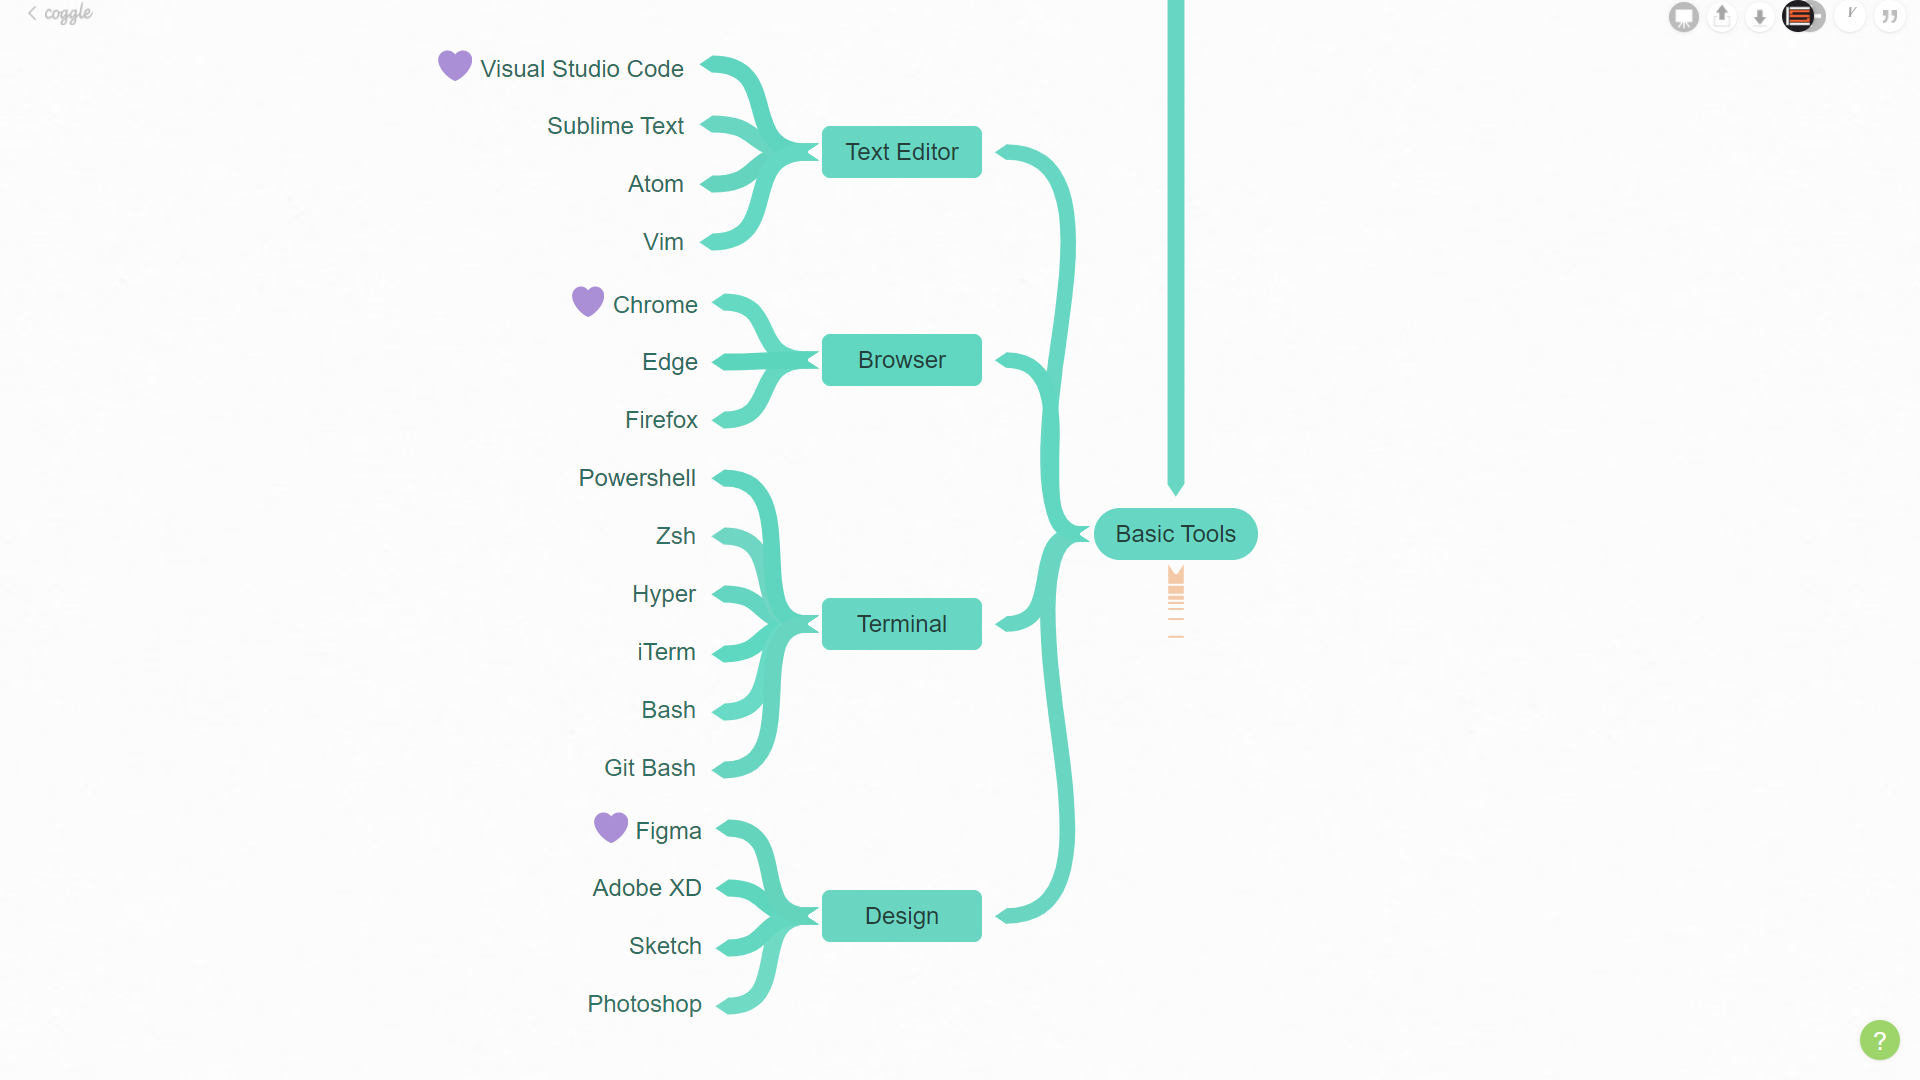 coggle
Visual Studio Code
Sublime Text
Atom
Vim
Text Editor
Chrome
Edge
Firefox
Browser
Powershell
Zsh
Hyper
iTerm
Bash
Git Bash
Terminal
Basic Tools
Figma
Adobe XD
Sketch
Photoshop
Design
?